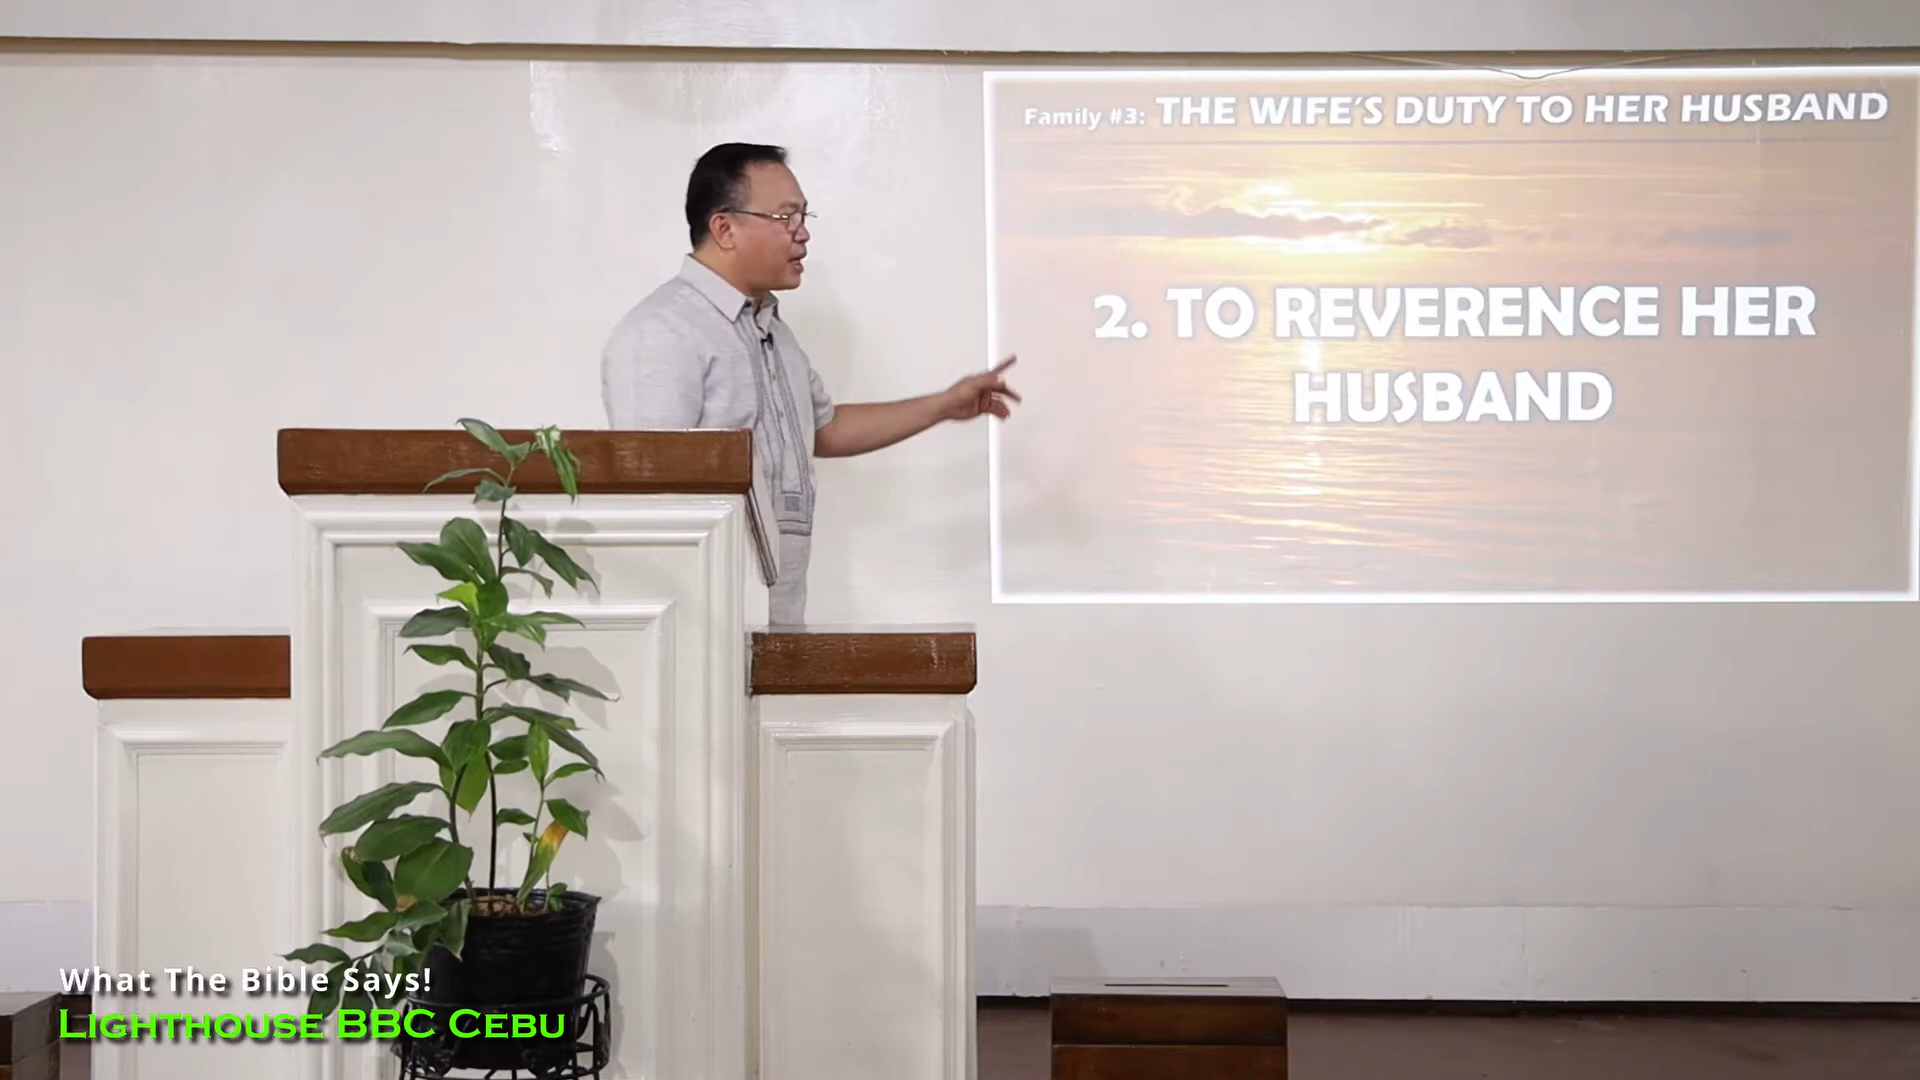 Family #3: THE WIFE'S DUTY TO HER HUSBAND
2. TO REVERENCE HER
HUSBAND
What The Bible Says!
LIGHTHOUSE BBC CEBU